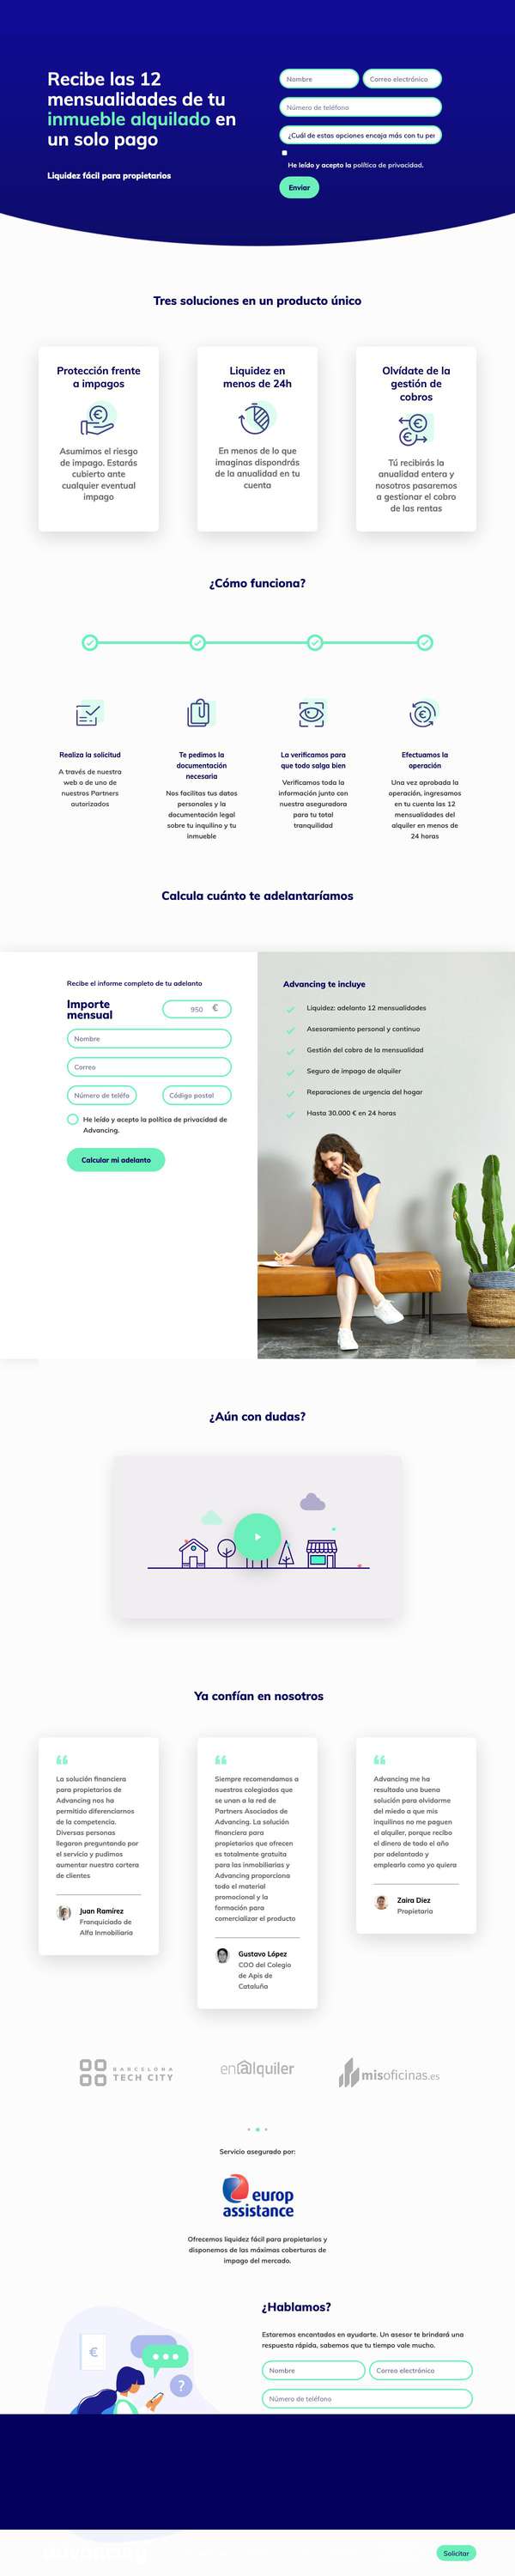 Recibe las 12
mensualidades de tu
inmueble alquilado en
un solo pago
Liquidez fácil para propietarios
Nombre
Correo electrónico
Número de teléfono
¿Cuál de estas opciones encaja más con tu per
He leído y acepto la política de privacidad.
Enviar
Tres soluciones en un producto único
Protección frente
a impagos
Asumimos el riesgo
de impago. Estarás
cubierto ante
cualquier eventual
impago
Liquidez en
menos de 24h
En menos de lo que
imaginas dispondrás
de la anualidad en tu
cuenta
Olvídate de la
gestión de
cobros
Tú recibirás la
anualidad entera y
nosotros pasaremos
a gestionar el cobro
de las rentas
¿Cómo funciona?
Realiza la solicitud
A través de nuestra
web o de uno de
nuestros Partners
autorizados
Te pedimos la
documentación
necesaria
Nos facilitas tus datos
personales y la
documentación legal
sobre tu inquilino y tu
inmueble
La verificamos para
que todo salga bien
Verificamos toda la
información junto con
nuestra aseguradora
para tu total
tranquilidad
Efectuamos la
operación
Una vez aprobada la
operación, ingresamos
en tu cuenta las 12
mensualidades del
alquiler en menos de
24 horas
Calcula cuánto te adelantaríamos
Recibe el informe completo de tu adelanto
Importe
mensual
950 €
Nombre
Correo
Número de teléfo
Código postal
He leído y acepto la política de privacidad de
Advancing.
Calcular mi adelanto
Advancing te incluye
Liquidez: adelanto 12 mensualidades
Asesoramiento personal y continuo
Gestión del cobro de la mensualidad
Seguro de impago de alquiler
Reparaciones de urgencia del hogar
Hasta 30.000 € en 24 horas
¿Aún con dudas?
Ya confían en nosotros
La solución financiera
para propietarios de
Advancing nos ha
permitido diferenciarnos
de la competencia.
Diversas personas
llegaron preguntando por
el servicio y pudimos
aumentar nuestra cartera
de clientes
Juan Ramírez
Franquiciado de
Alfa Inmobiliaria
Siempre recomendamos a
nuestros colegiados que
se unan a la red de
Partners Asociados de
Advancing. La solución
financiera para
propietarios que ofrecen
es totalmente gratuita
para las inmobiliarias y
Advancing proporciona
todo el material
promocional y la
formación para
comercializar el producto
Gustavo López
COO del Colegio
de Apis de
Cataluña
Advancing me ha
resultado una buena
solución para olvidarme
del miedo a que mis
inquilinos no me paguen
el alquiler, porque recibo
el dinero de todo el año
por adelantado y
emplearlo como yo quiera
Zaira Díez
Propietaria
BARCELONA
TECH CITY
en@lquiler
misoficinas.es
Servicio asegurado por:
europ
assistance
Ofrecemos liquidez fácil para propietarios y
disponemos de las máximas coberturas de
impago del mercado.
¿Hablamos?
Estaremos encantados en ayudarte. Un asesor te brindará una
respuesta rápida, sabemos que tu tiempo vale mucho.
Nombre
Correo electrónico
Número de teléfono
Solicitar